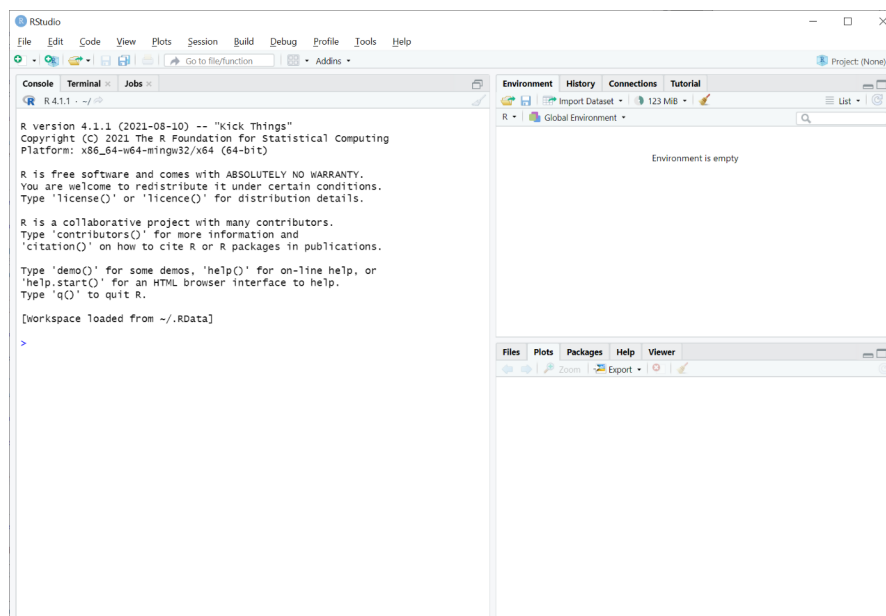 RStudio
File Edit Code View Plots Session Build Debug Profile Tools Help
Go to file/function Addins Project: (None)
Console Terminal Jobs
R 4.1.1 · ~/
R version 4.1.1 (2021-08-10) -- "Kick Things"
Copyright (C) 2021 The R Foundation for Statistical Computing
Platform: x86_64-w64-mingw32/x64 (64-bit)
R is free software and comes with ABSOLUTELY NO WARRANTY.
You are welcome to redistribute it under certain conditions.
Type 'license()' or 'licence()' for distribution details.
R is a collaborative project with many contributors.
Type 'contributors()' for more information and
'citation()' on how to cite R or R packages in publications.
Type 'demo()' for some demos, 'help()' for on-line help, or
'help.start()' for an HTML browser interface to help.
Type 'q()' to quit R.
[Workspace loaded from ~/.RData]
>
Environment History Connections Tutorial
Import Dataset 123 MiB List
R Global Environment
Environment is empty
Files Plots Packages Help Viewer
Zoom Export